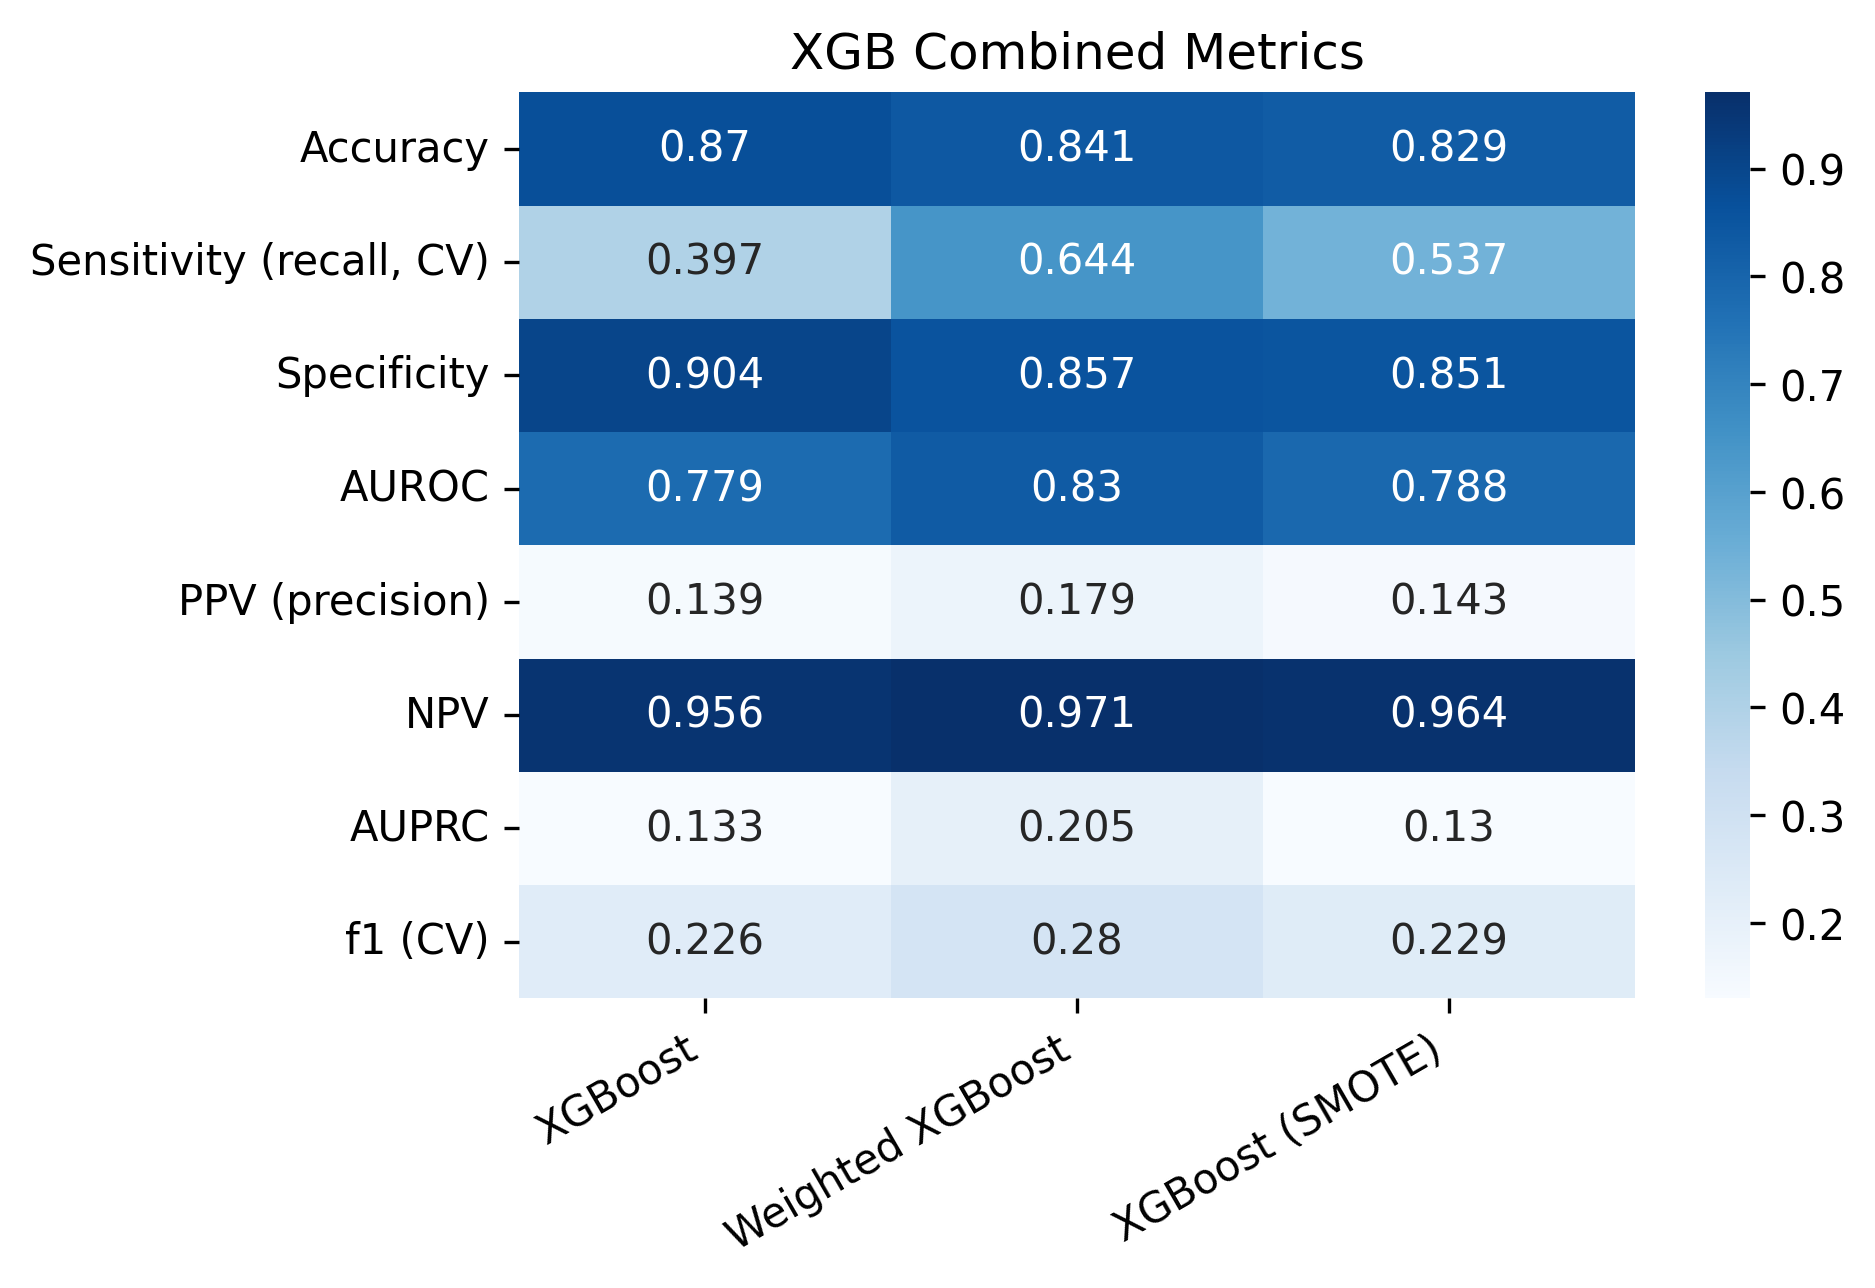 XGB Combined Metrics
Accuracy 0.87 0.841 0.829
Sensitivity (recall, CV) 0.397 0.644 0.537
Specificity 0.904 0.857 0.851
AUROC 0.779 0.83 0.788
PPV (precision) 0.139 0.179 0.143
NPV 0.956 0.971 0.964
AUPRC 0.133 0.205 0.13
f1 (CV) 0.226 0.28 0.229
XGBoost
Weighted XGBoost
XGBoost (SMOTE)
0.9
0.8
0.7
0.6
0.5
0.4
0.3
0.2